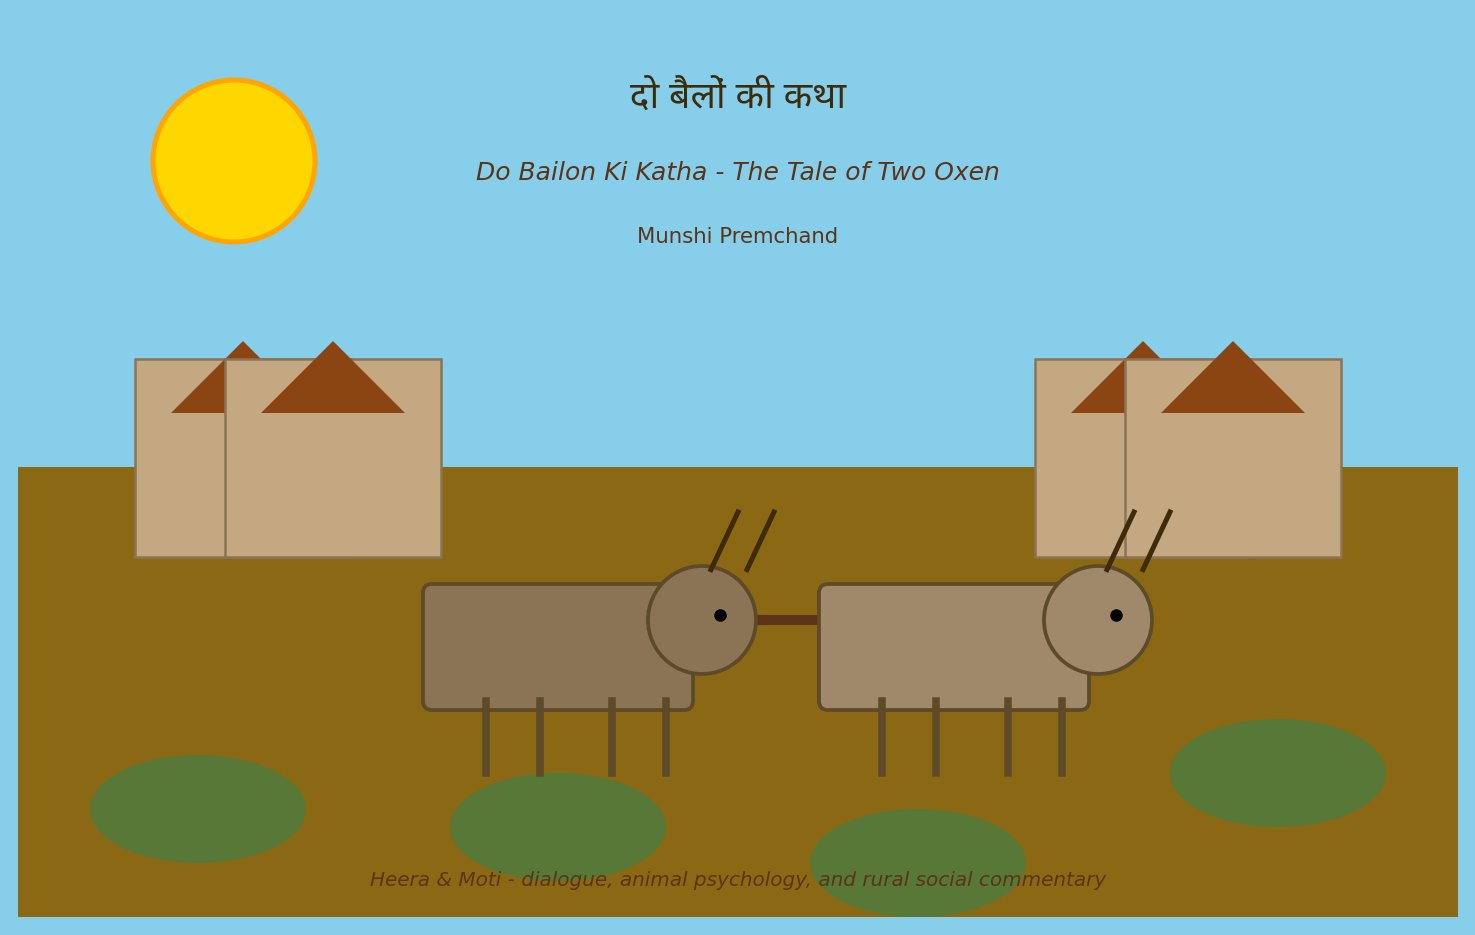 दो बैलों की कथा
Do Bailon Ki Katha - The Tale of Two Oxen
Munshi Premchand
Heera & Moti - dialogue, animal psychology, and rural social commentary